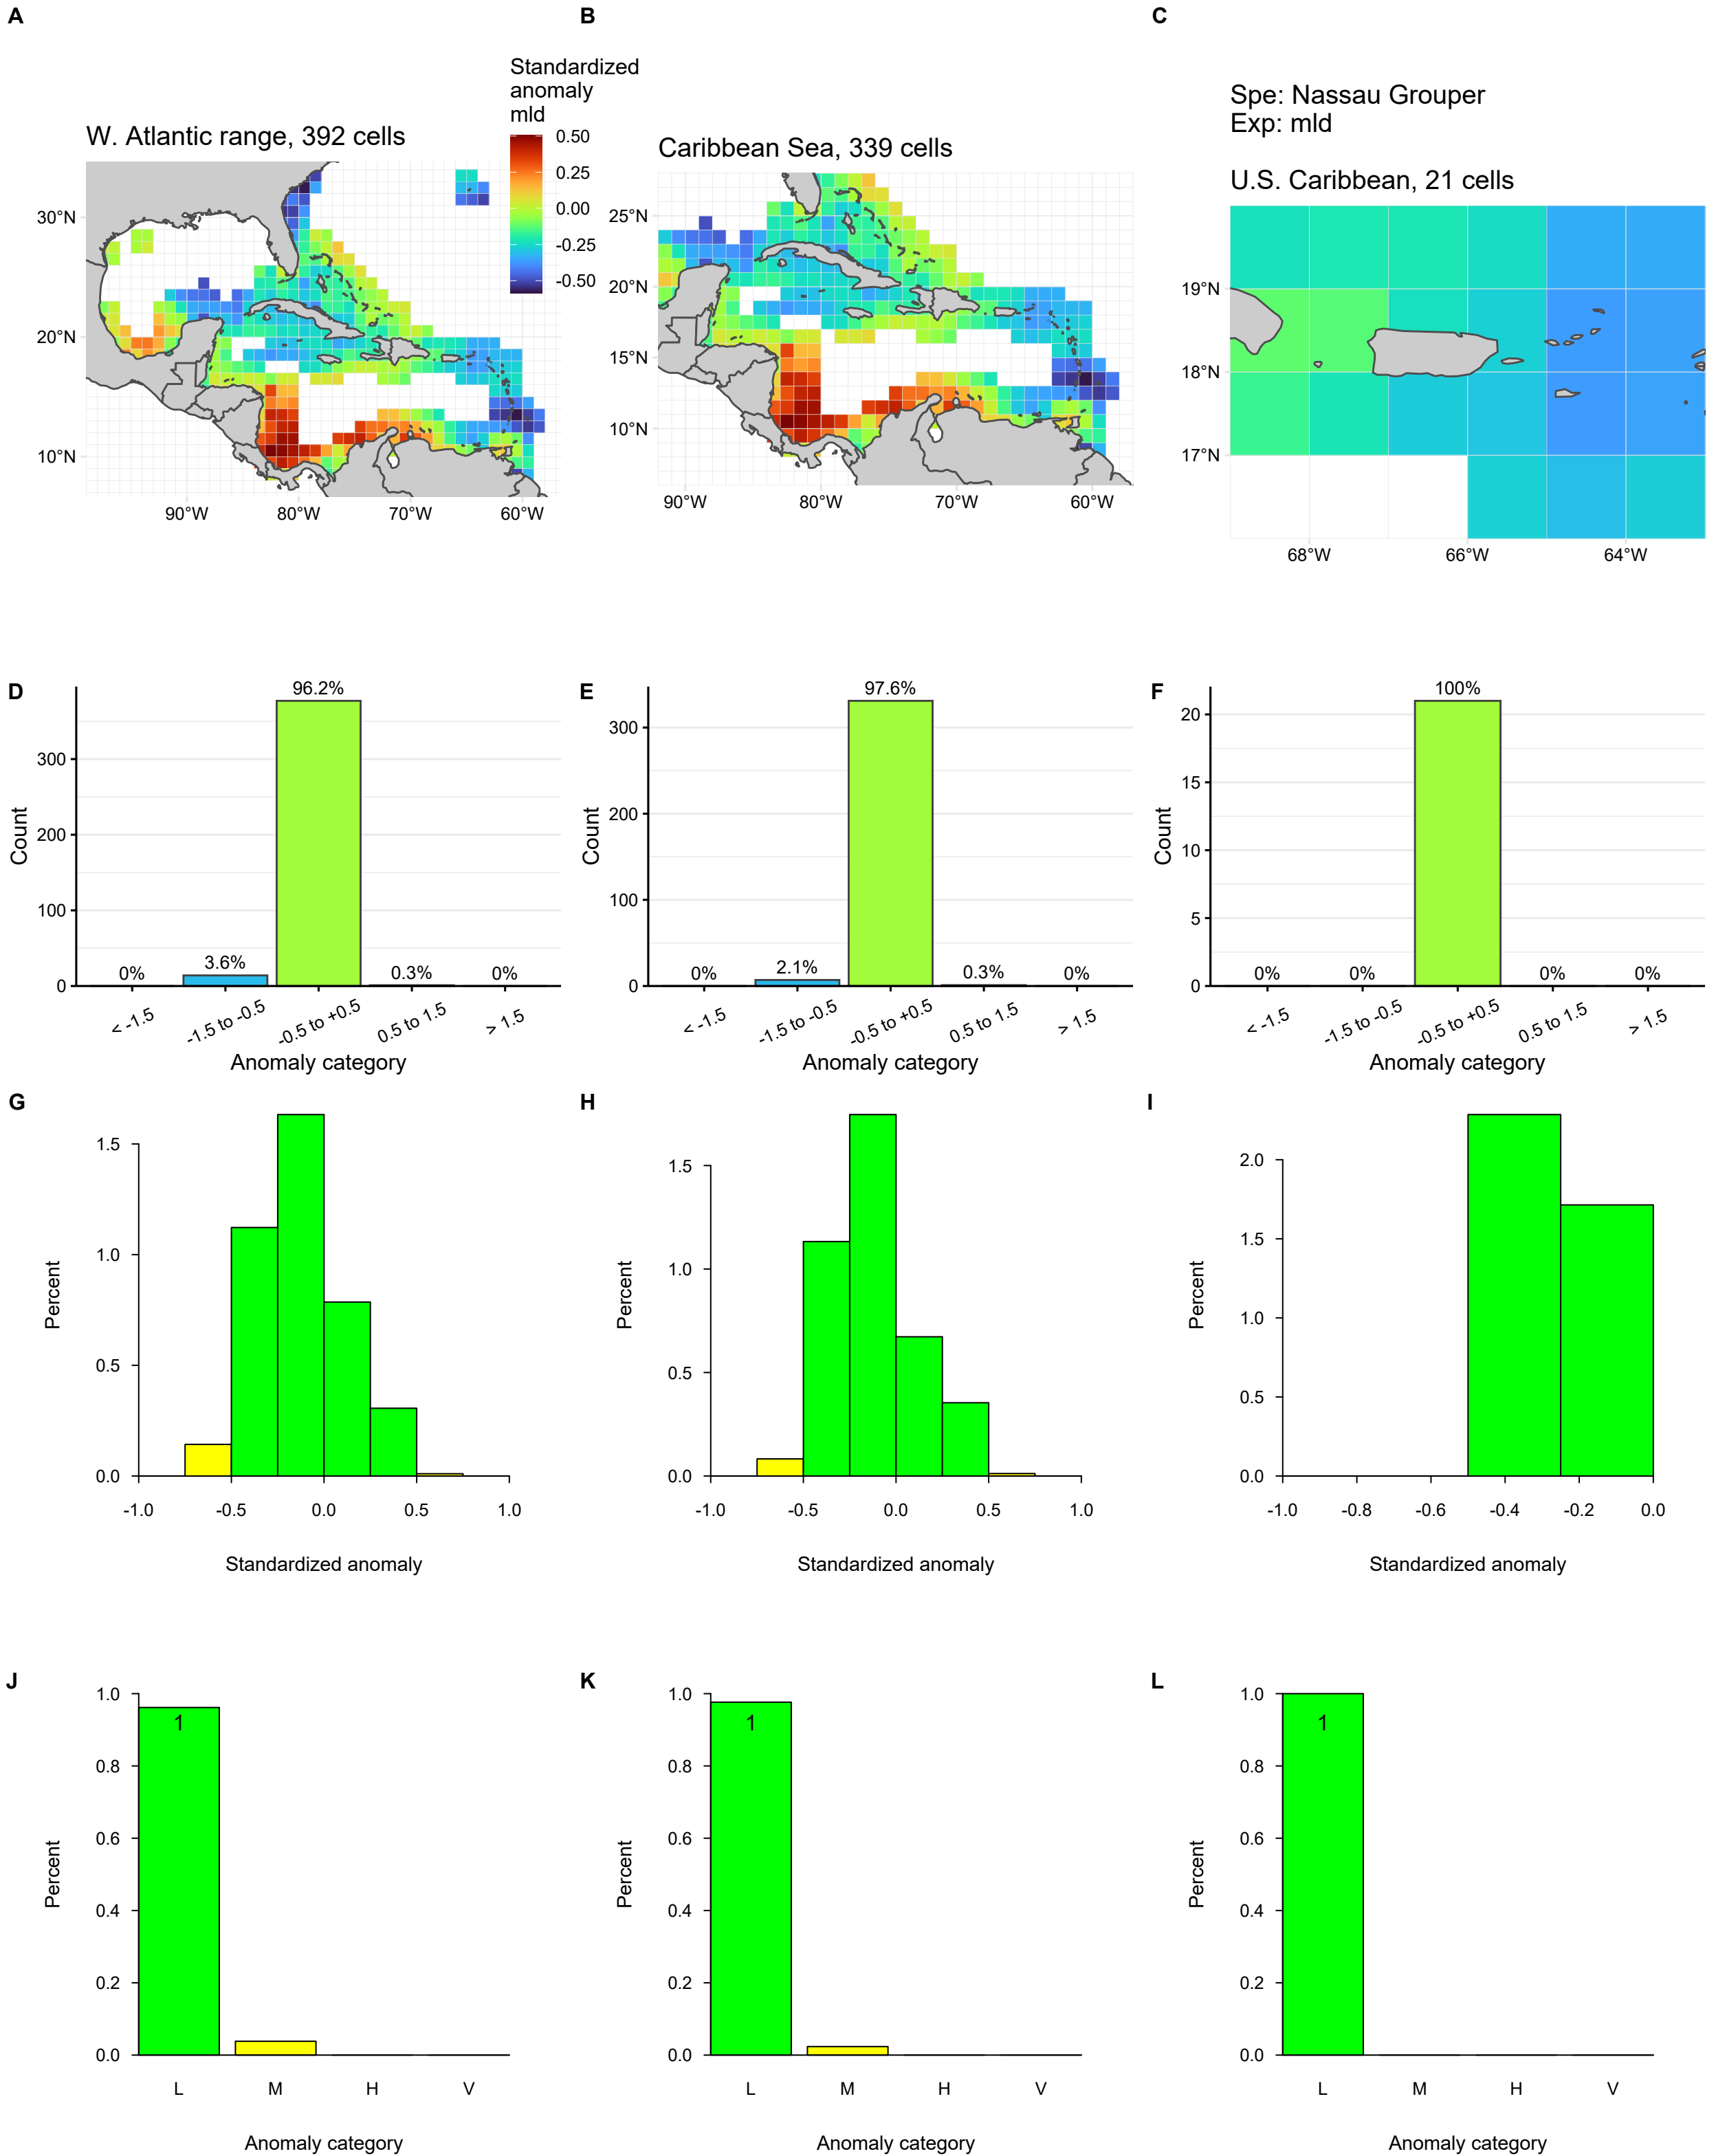 A
B
C
Standardized
anomaly
mld
0.50
0.25
0.00
-0.25
-0.50
W. Atlantic range, 392 cells
30°N
20°N
10°N
90°W
80°W
70°W
60°W
Caribbean Sea, 339 cells
25°N
20°N
15°N
10°N
90°W
80°W
70°W
60°W
Spe: Nassau Grouper
Exp: mld
U.S. Caribbean, 21 cells
19°N
18°N
17°N
68°W
66°W
64°W
D
Count
300
200
100
0
0%
3.6%
96.2%
0.3%
0%
< -1.5
-1.5 to -0.5
-0.5 to +0.5
0.5 to 1.5
> 1.5
Anomaly category
E
Count
300
200
100
0
0%
2.1%
97.6%
0.3%
0%
< -1.5
-1.5 to -0.5
-0.5 to +0.5
0.5 to 1.5
> 1.5
Anomaly category
F
Count
20
15
10
5
0
0%
0%
100%
0%
0%
< -1.5
-1.5 to -0.5
-0.5 to +0.5
0.5 to 1.5
> 1.5
Anomaly category
G
Percent
1.5
1.0
0.5
0.0
-1.0
-0.5
0.0
0.5
1.0
Standardized anomaly
H
Percent
1.5
1.0
0.5
0.0
-1.0
-0.5
0.0
0.5
1.0
Standardized anomaly
I
Percent
2.0
1.5
1.0
0.5
0.0
-1.0
-0.8
-0.6
-0.4
-0.2
0.0
Standardized anomaly
J
Percent
1.0
0.8
0.6
0.4
0.2
0.0
1
L
M
H
V
Anomaly category
K
Percent
1.0
0.8
0.6
0.4
0.2
0.0
1
L
M
H
V
Anomaly category
L
Percent
1.0
0.8
0.6
0.4
0.2
0.0
1
L
M
H
V
Anomaly category